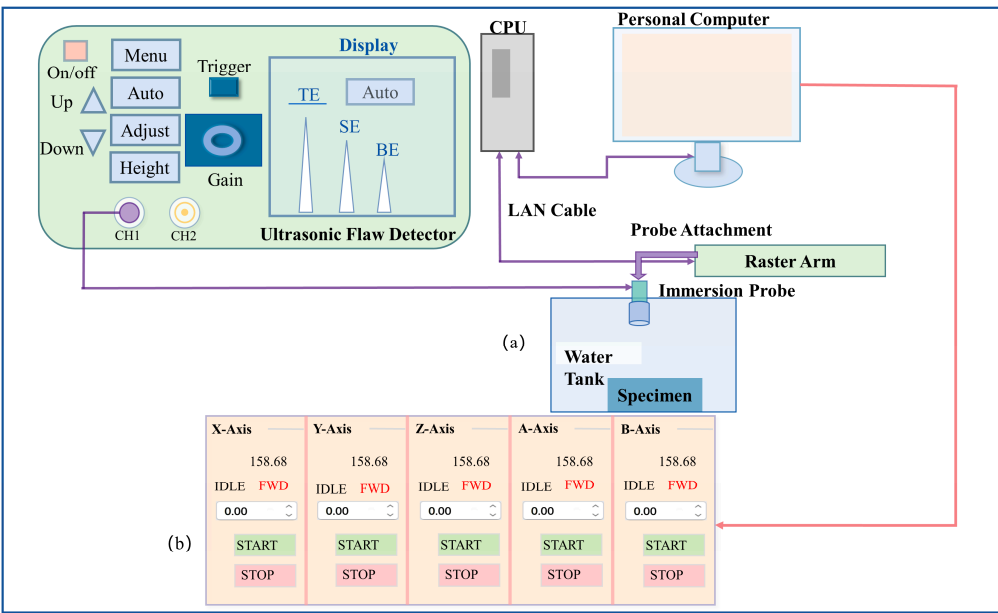 On/off
Up
Down
Menu
Auto
Adjust
Height
Trigger
Gain
Display
TE
Auto
SE
BE
CH1
CH2
Ultrasonic Flaw Detector
CPU
Personal Computer
LAN Cable
Probe Attachment
Raster Arm
Immersion Probe
(a)
Water
Tank
Specimen
(b)
X-Axis
158.68
IDLE FWD
0.00
START
STOP
Y-Axis
158.68
IDLE FWD
0.00
START
STOP
Z-Axis
158.68
IDLE FWD
0.00
START
STOP
A-Axis
158.68
IDLE FWD
0.00
START
STOP
B-Axis
158.68
IDLE FWD
0.00
START
STOP